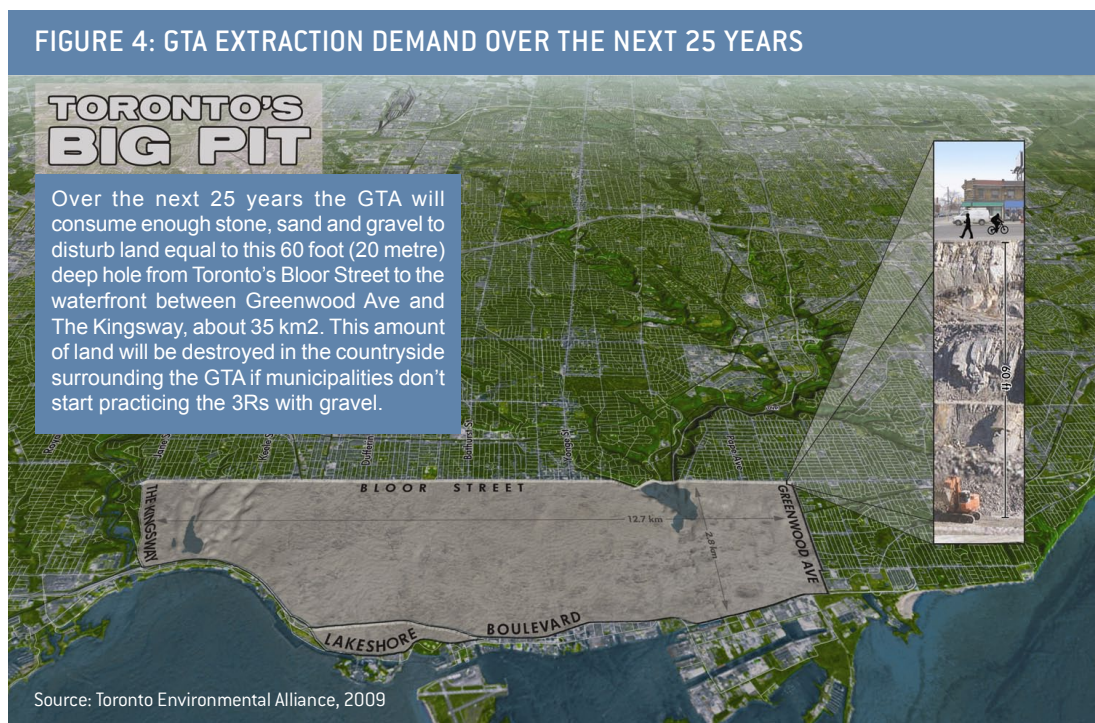 FIGURE 4: GTA EXTRACTION DEMAND OVER THE NEXT 25 YEARS
TORONTO'S
BIG PIT
Over the next 25 years the GTA will
consume enough stone, sand and gravel to
disturb land equal to this 60 foot (20 metre)
deep hole from Toronto's Bloor Street to the
waterfront between Greenwood Ave and
The Kingsway, about 35 km2. This amount
of land will be destroyed in the countryside
surrounding the GTA if municipalities don't
start practicing the 3Rs with gravel.
60 ft
Bathurst St
BLOOR STREET
THE KINGSWAY
12.7 km
2.8 km
GREENWOOD AVE
LAKESHORE BOULEVARD
Source: Toronto Environmental Alliance, 2009